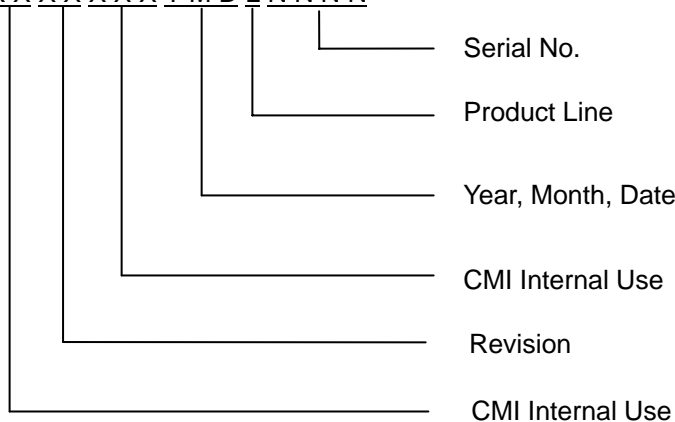 Serial No.
Product Line
Year, Month, Date
CMI Internal Use
Revision
CMI Internal Use